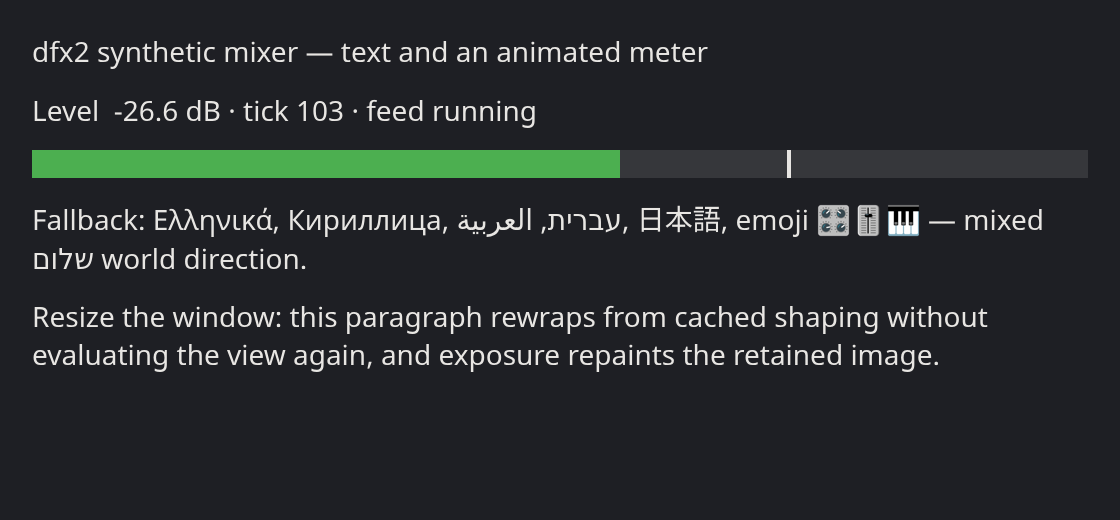 dfx2 synthetic mixer — text and an animated meter
Level  -26.6 dB · tick 103 · feed running
Fallback: Ελληνικά, Кириллица, العربية, עברית, 日本語, emoji 🎛️🎚️🎹 — mixed
שלום world direction.
Resize the window: this paragraph rewraps from cached shaping without
evaluating the view again, and exposure repaints the retained image.